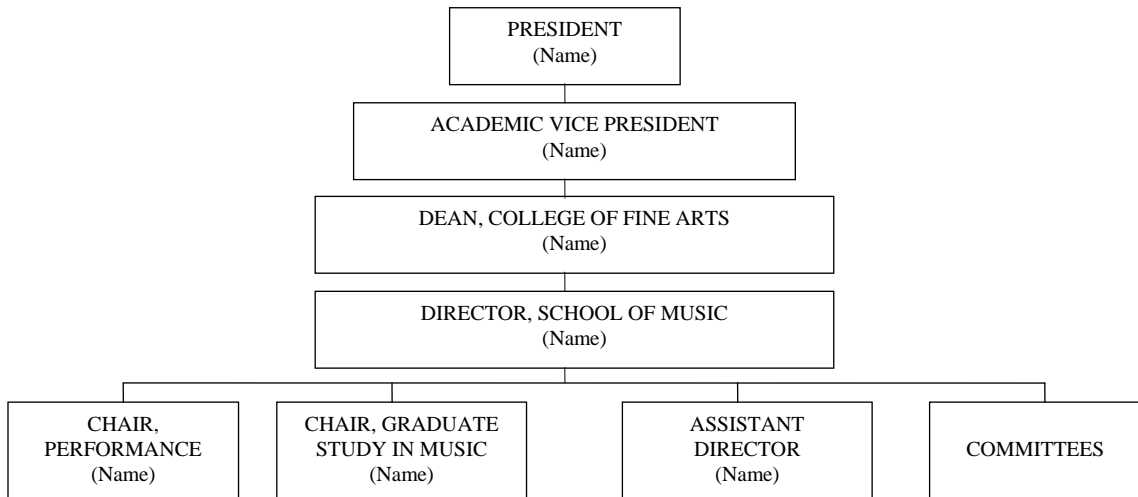 PRESIDENT
(Name)
ACADEMIC VICE PRESIDENT
(Name)
DEAN, COLLEGE OF FINE ARTS
(Name)
DIRECTOR, SCHOOL OF MUSIC
(Name)
CHAIR,
PERFORMANCE
(Name)
CHAIR, GRADUATE
STUDY IN MUSIC
(Name)
ASSISTANT
DIRECTOR
(Name)
COMMITTEES